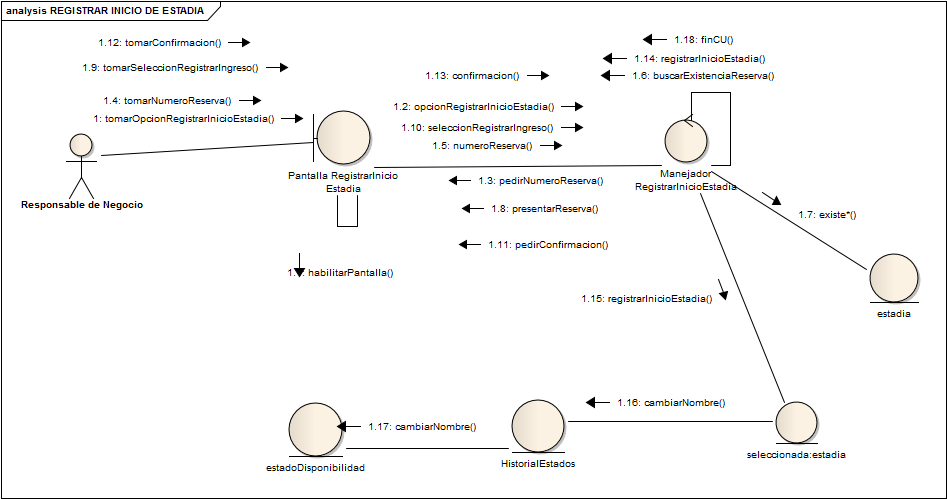 analysis REGISTRAR INICIO DE ESTADIA
1.12: tomarConfirmacion()
1.18: finCU()
1.14: registrarInicioEstadia()
1.9: tomarSeleccionRegistrarIngreso()
1.13: confirmacion()
1.6: buscarExistenciaReserva()
1.4: tomarNumeroReserva()
1.2: opcionRegistrarInicioEstadia()
1: tomarOpcionRegistrarInicioEstadia()
1.10: seleccionRegistrarIngreso()
1.5: numeroReserva()
Pantalla RegistrarInicio
Estadia
Manejador
RegistrarInicioEstadia
1.3: pedirNumeroReserva()
Responsable de Negocio
1.8: presentarReserva()
1.7: existe*()
1.11: pedirConfirmacion()
habilitarPantalla()
1.15: registrarInicioEstadia()
estadia
1.16: cambiarNombre()
1.17: cambiarNombre()
seleccionada:estadia
HistorialEstados
estadoDisponibilidad